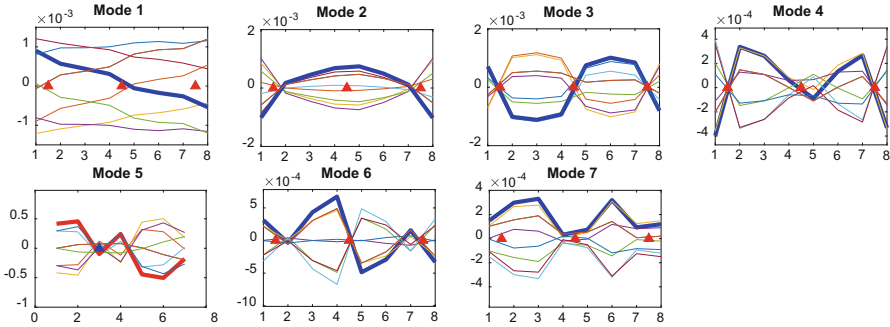 Mode 1 Mode 2 Mode 3 Mode 4
×10⁻³ ×10⁻³ ×10⁻³ ×10⁻⁴
1 0 -1
1 2 3 4 5 6 7 8
2 0 -2
1 2 3 4 5 6 7 8
2 0 -2
1 2 3 4 5 6 7 8
4 2 0 -2 -4
1 2 3 4 5 6 7 8
Mode 5 Mode 6 Mode 7
×10⁻⁴ ×10⁻⁴
0.5 0 -0.5 -1
0 2 4 6 8
5 0 -5 -10
1 2 3 4 5 6 7 8
4 2 0 -2 -4
1 2 3 4 5 6 7 8